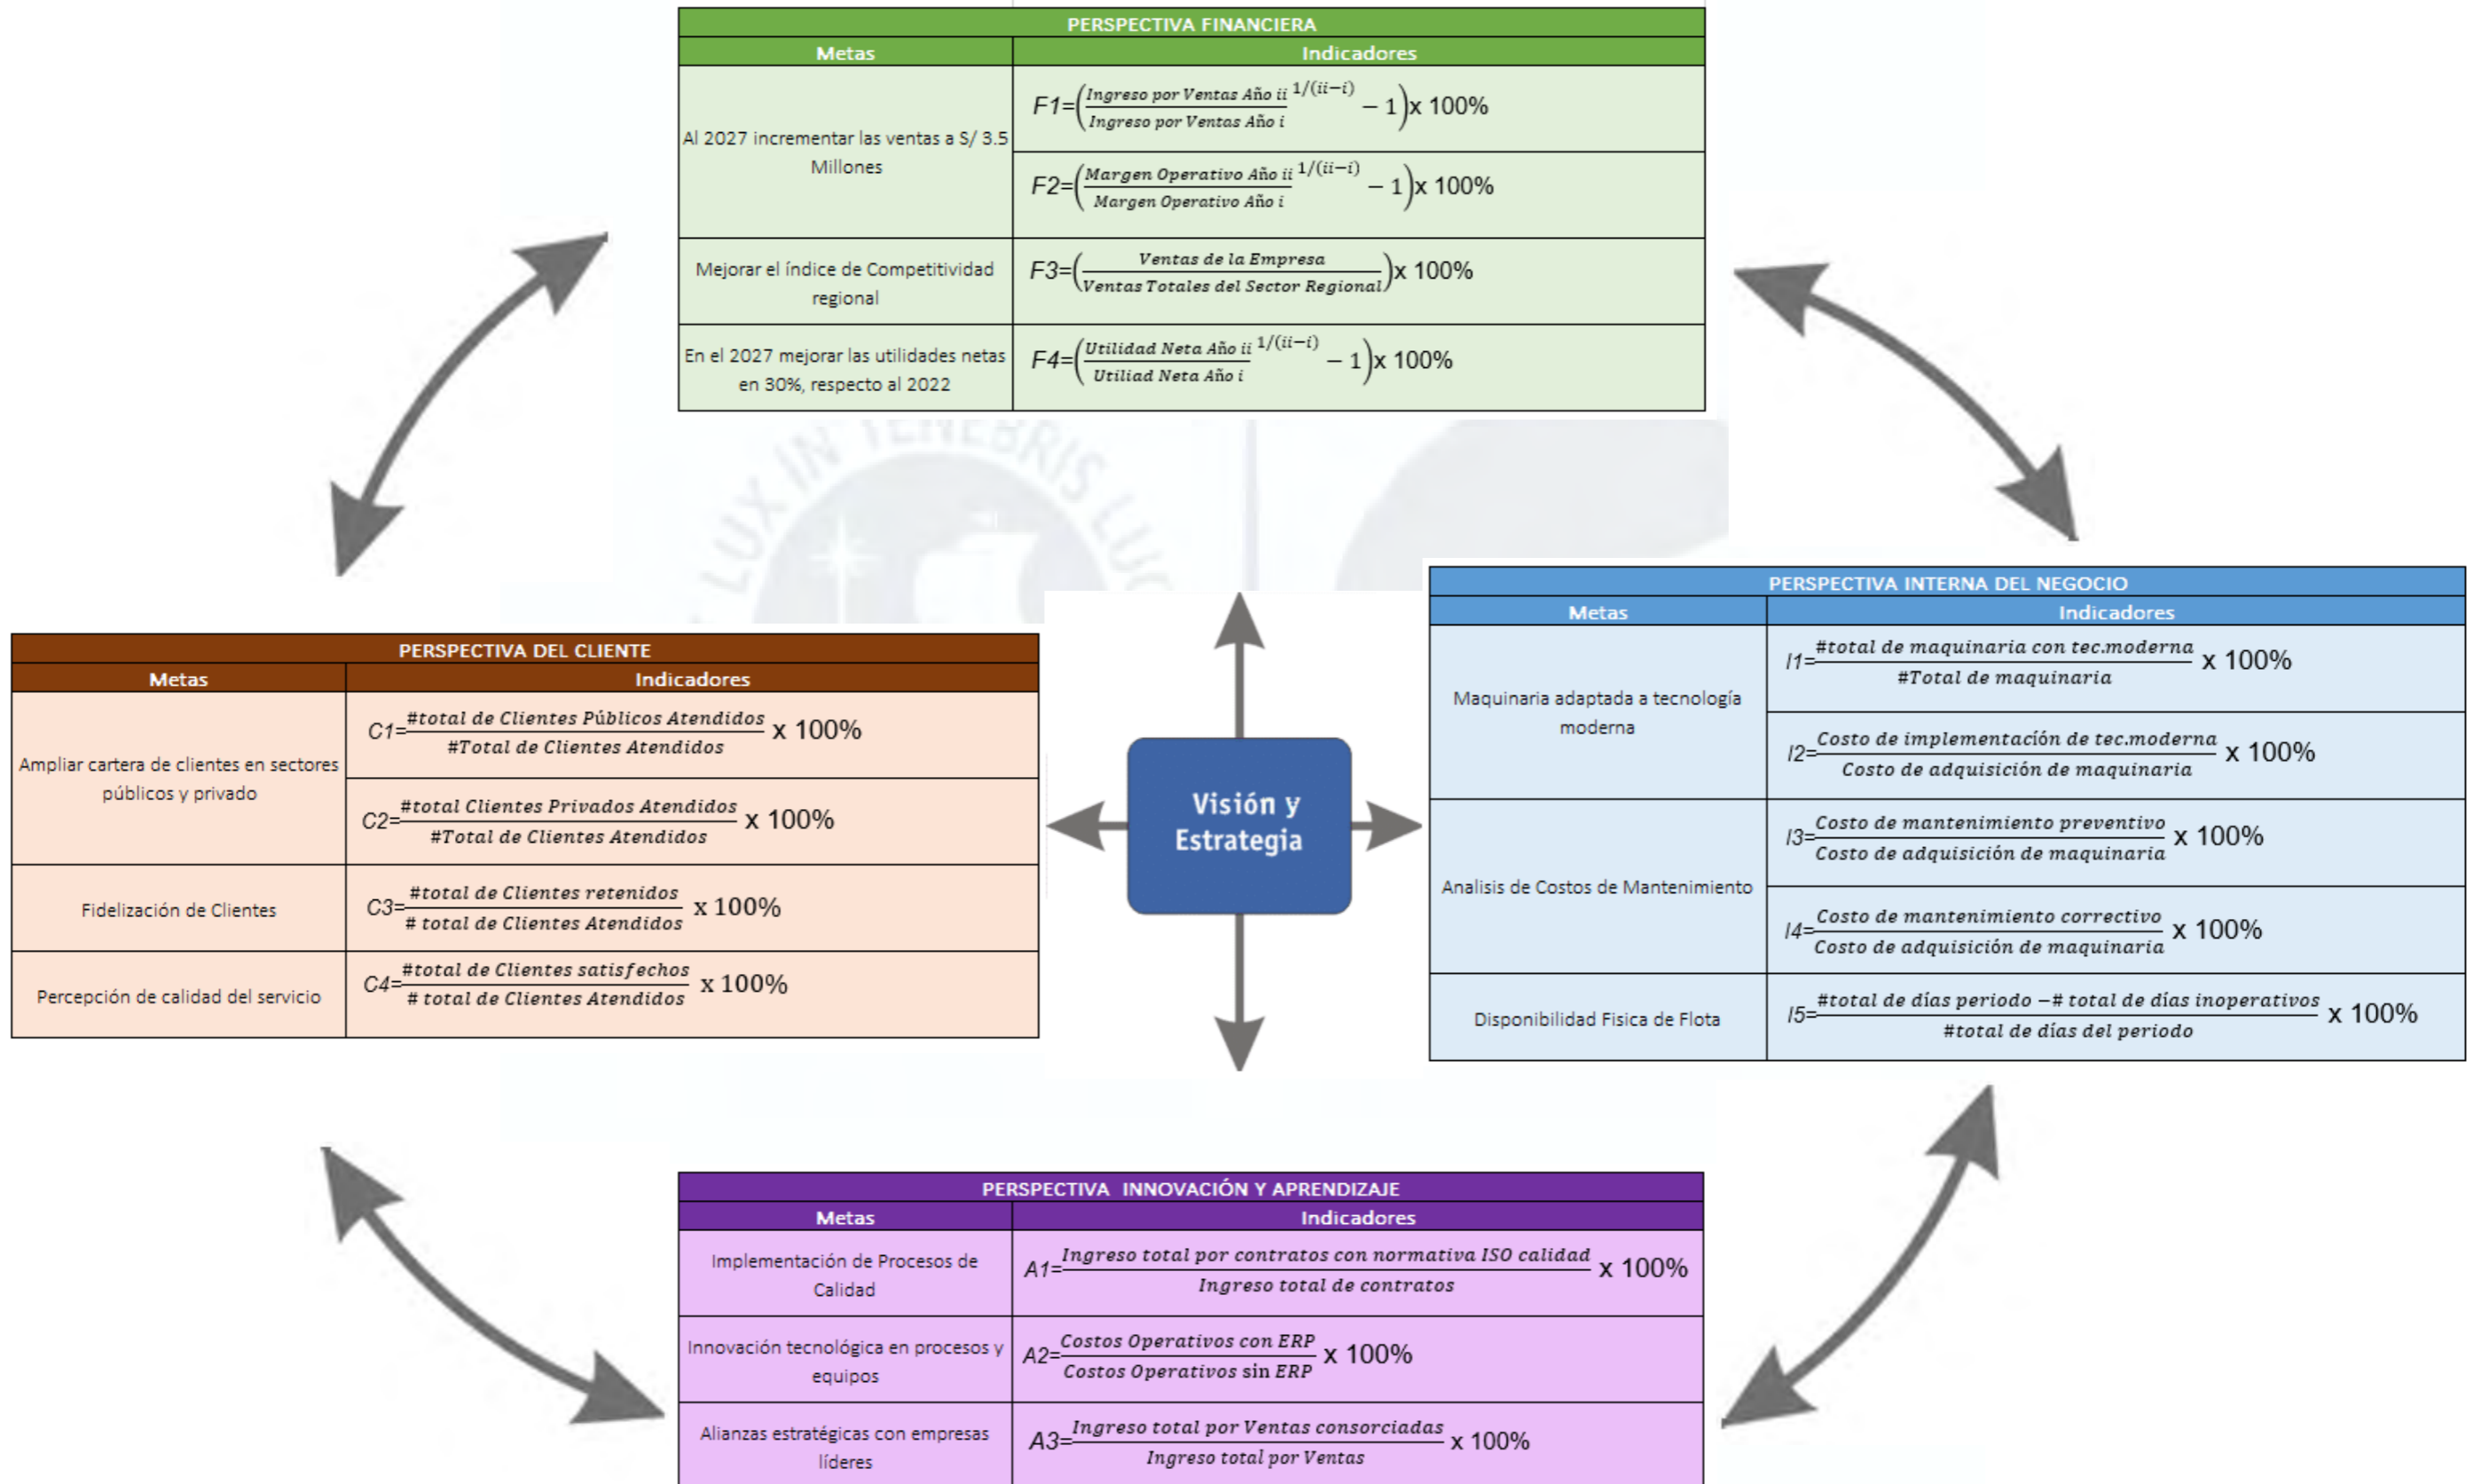 PERSPECTIVA FINANCIERA
Metas Indicadores
Al 2027 incrementar las ventas a S/ 3.5
Millones
F1=(Ingreso por Ventas Año ii / Ingreso por Ventas Año i ^1/(ii−i) − 1)x 100%
F2=(Margen Operativo Año ii / Margen Operativo Año i ^1/(ii−i) − 1)x 100%
Mejorar el índice de Competitividad
regional
F3=(Ventas de la Empresa / Ventas Totales del Sector Regional)x 100%
En el 2027 mejorar las utilidades netas
en 30%, respecto al 2022
F4=(Utilidad Neta Año ii / Utiliad Neta Año i ^1/(ii−i) − 1)x 100%
LUX IN TENEBRIS LUC
PERSPECTIVA DEL CLIENTE
Metas Indicadores
Ampliar cartera de clientes en sectores
públicos y privado
C1=#total de Clientes Públicos Atendidos / #Total de Clientes Atendidos x 100%
C2=#total Clientes Privados Atendidos / #Total de Clientes Atendidos x 100%
Fidelización de Clientes
C3=#total de Clientes retenidos / # total de Clientes Atendidos x 100%
Percepción de calidad del servicio
C4=#total de Clientes satisfechos / # total de Clientes Atendidos x 100%
Visión y
Estrategia
PERSPECTIVA INTERNA DEL NEGOCIO
Metas Indicadores
Maquinaria adaptada a tecnología
moderna
I1=#total de maquinaria con tec.moderna / #Total de maquinaria x 100%
I2=Costo de implementación de tec.moderna / Costo de adquisición de maquinaria x 100%
Analisis de Costos de Mantenimiento
I3=Costo de mantenimiento preventivo / Costo de adquisición de maquinaria x 100%
I4=Costo de mantenimiento correctivo / Costo de adquisición de maquinaria x 100%
Disponibilidad Fisica de Flota
I5=#total de días periodo −# total de días inoperativos / #total de días del periodo x 100%
PERSPECTIVA INNOVACIÓN Y APRENDIZAJE
Metas Indicadores
Implementación de Procesos de
Calidad
A1=Ingreso total por contratos con normativa ISO calidad / Ingreso total de contratos x 100%
Innovación tecnológica en procesos y
equipos
A2=Costos Operativos con ERP / Costos Operativos sin ERP x 100%
Alianzas estratégicas con empresas
líderes
A3=Ingreso total por Ventas consorciadas / Ingreso total por Ventas x 100%